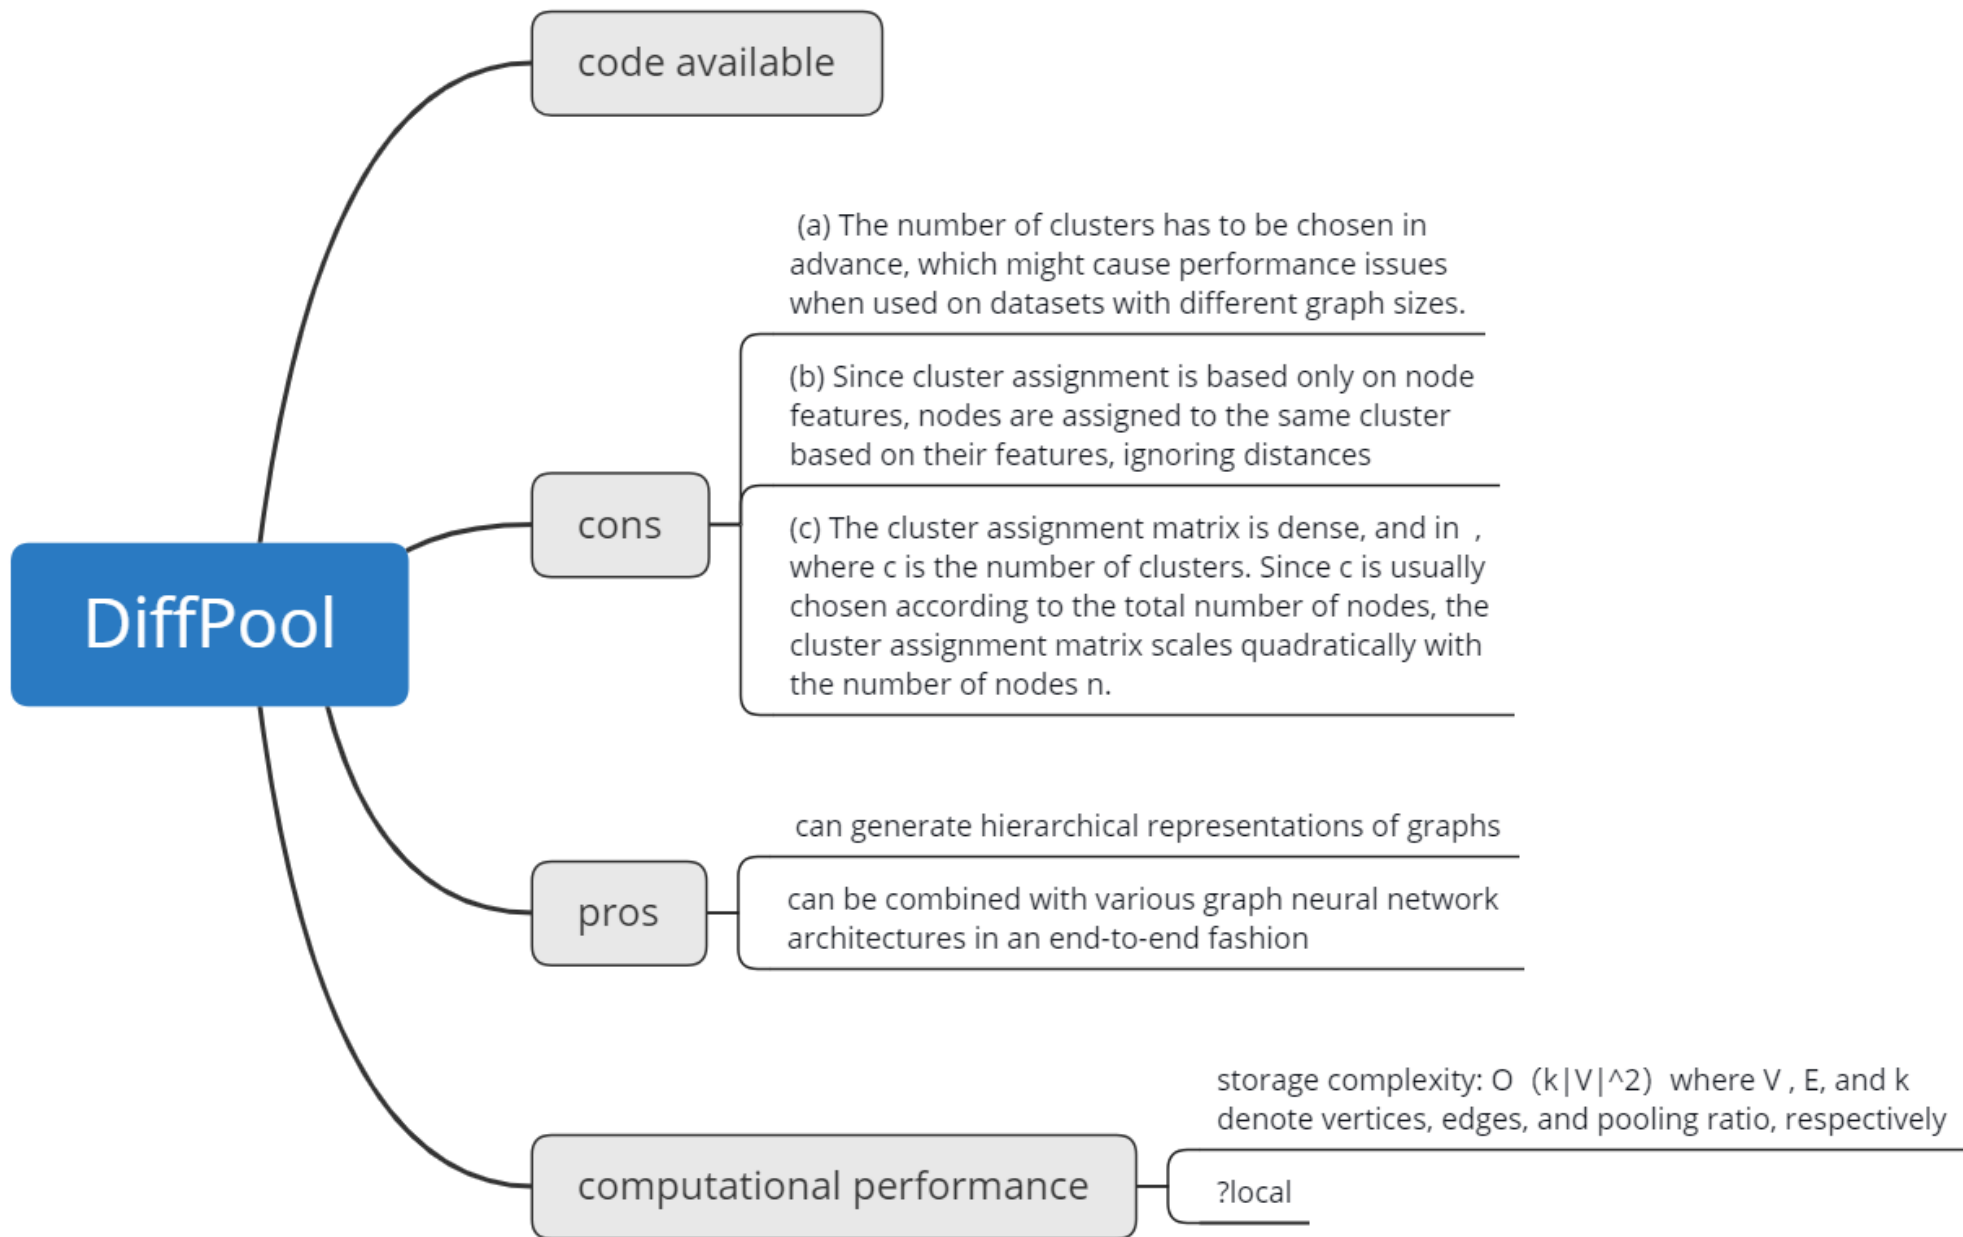 code available
(a) The number of clusters has to be chosen in
advance, which might cause performance issues
when used on datasets with different graph sizes.
(b) Since cluster assignment is based only on node
features, nodes are assigned to the same cluster
based on their features, ignoring distances
cons
(c) The cluster assignment matrix is dense, and in ,
where c is the number of clusters. Since c is usually
chosen according to the total number of nodes, the
cluster assignment matrix scales quadratically with
the number of nodes n.
DiffPool
can generate hierarchical representations of graphs
pros
can be combined with various graph neural network
architectures in an end-to-end fashion
storage complexity: O（k|V|^2）where V , E, and k
denote vertices, edges, and pooling ratio, respectively
computational performance
?local